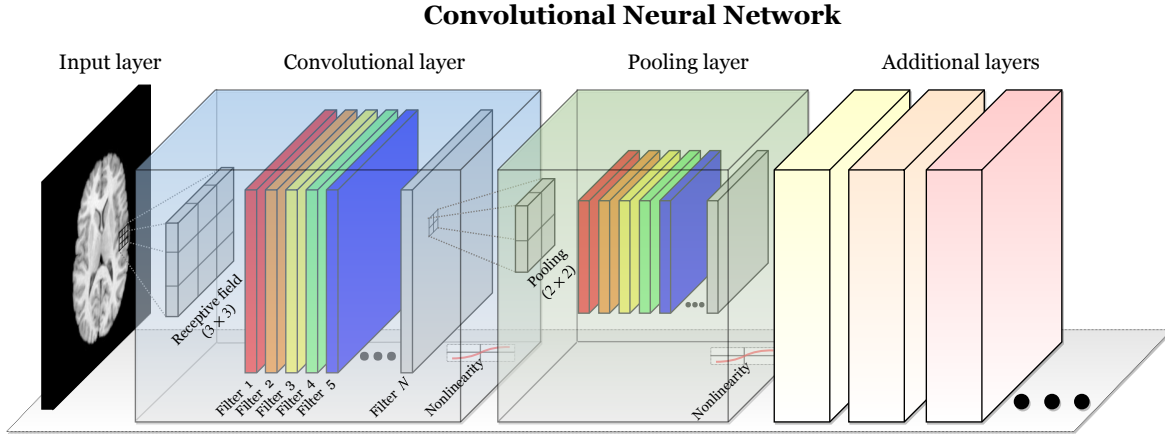 Convolutional Neural Network
Input layer
Convolutional layer
Pooling layer
Additional layers
Receptive field
(3 × 3)
Filter 1
Filter 2
Filter 3
Filter 4
Filter 5
Filter N
Nonlinearity
Pooling
(2 × 2)
Nonlinearity